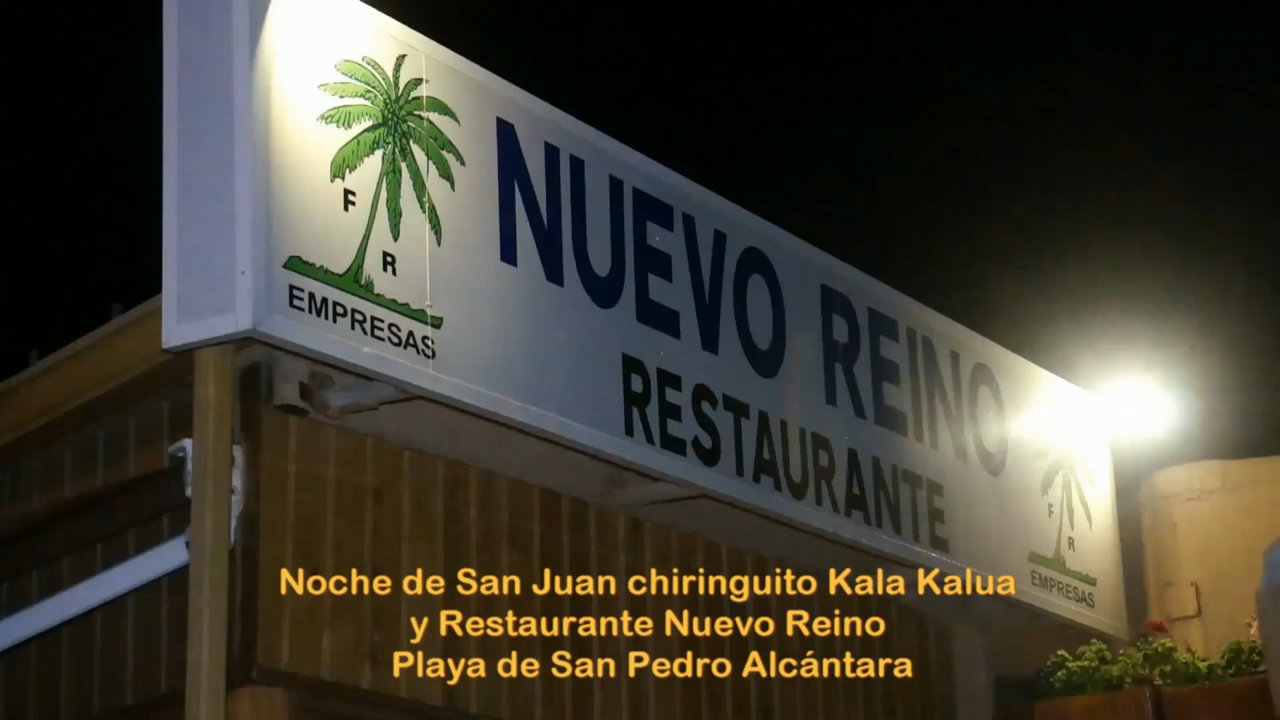 F
R
EMPRESAS
NUEVO REINO
RESTAURANTE
F
R
EMPRESAS
Noche de San Juan chiringuito Kala Kalua
y Restaurante Nuevo Reino
Playa de San Pedro Alcántara